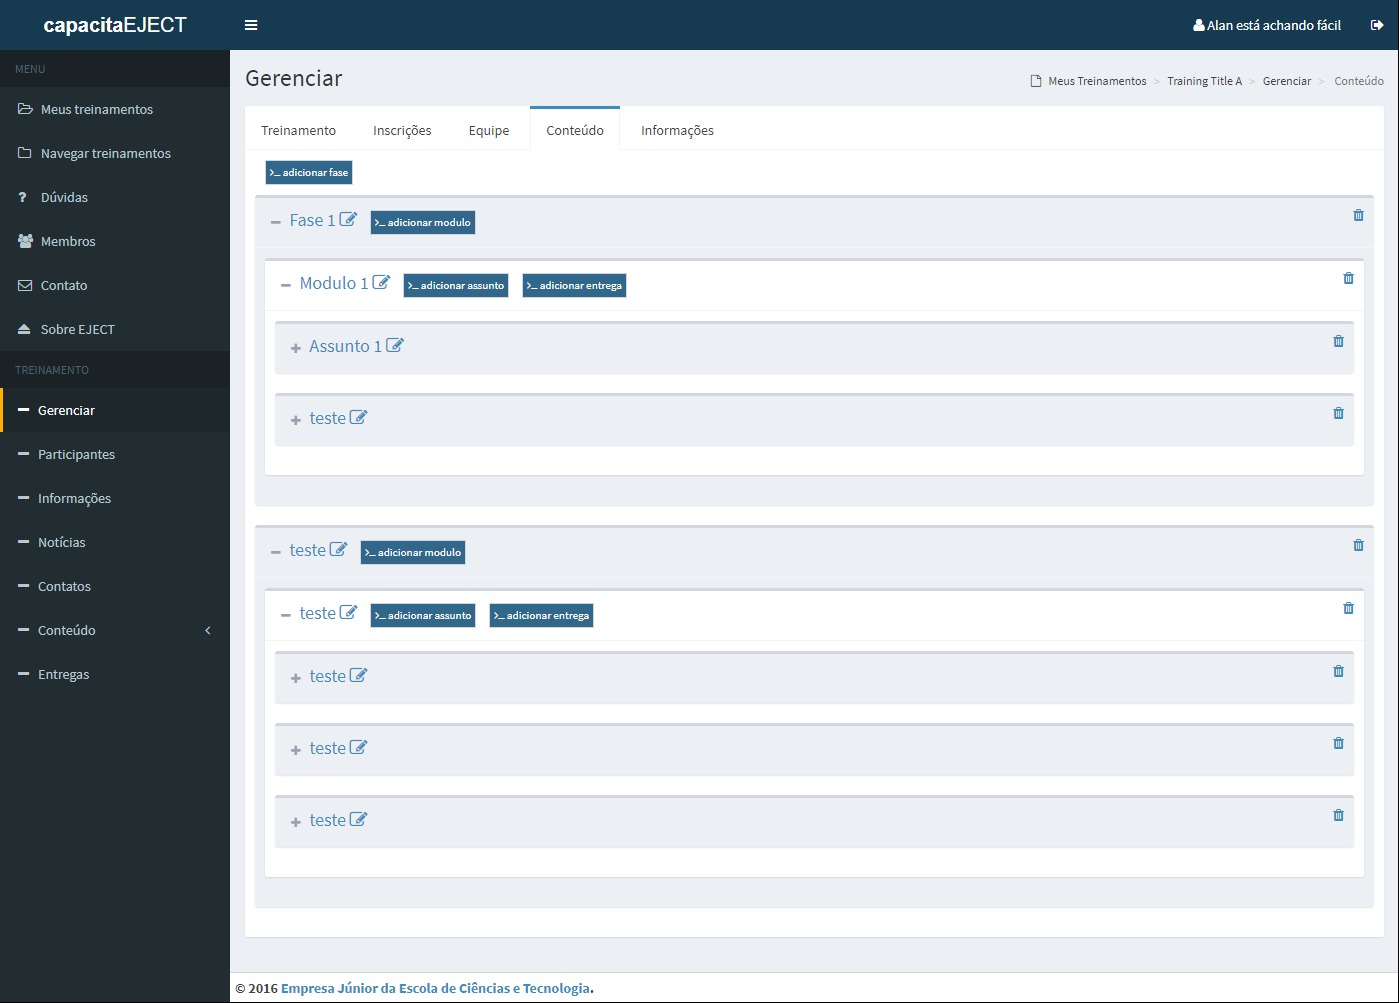 capacitaEJECT
Alan está achando fácil
MENU
Meus treinamentos
Navegar treinamentos
? Dúvidas
Membros
Contato
Sobre EJECT
TREINAMENTO
Gerenciar
Participantes
Informações
Notícias
Contatos
Conteúdo <
Entregas
Gerenciar
Meus Treinamentos > Training Title A > Gerenciar > Conteúdo
Treinamento Inscrições Equipe Conteúdo Informações
>_ adicionar fase
− Fase 1 >_ adicionar modulo
− Modulo 1 >_ adicionar assunto >_ adicionar entrega
+ Assunto 1
+ teste
− teste >_ adicionar modulo
− teste >_ adicionar assunto >_ adicionar entrega
+ teste
+ teste
+ teste
© 2016 Empresa Júnior da Escola de Ciências e Tecnologia.